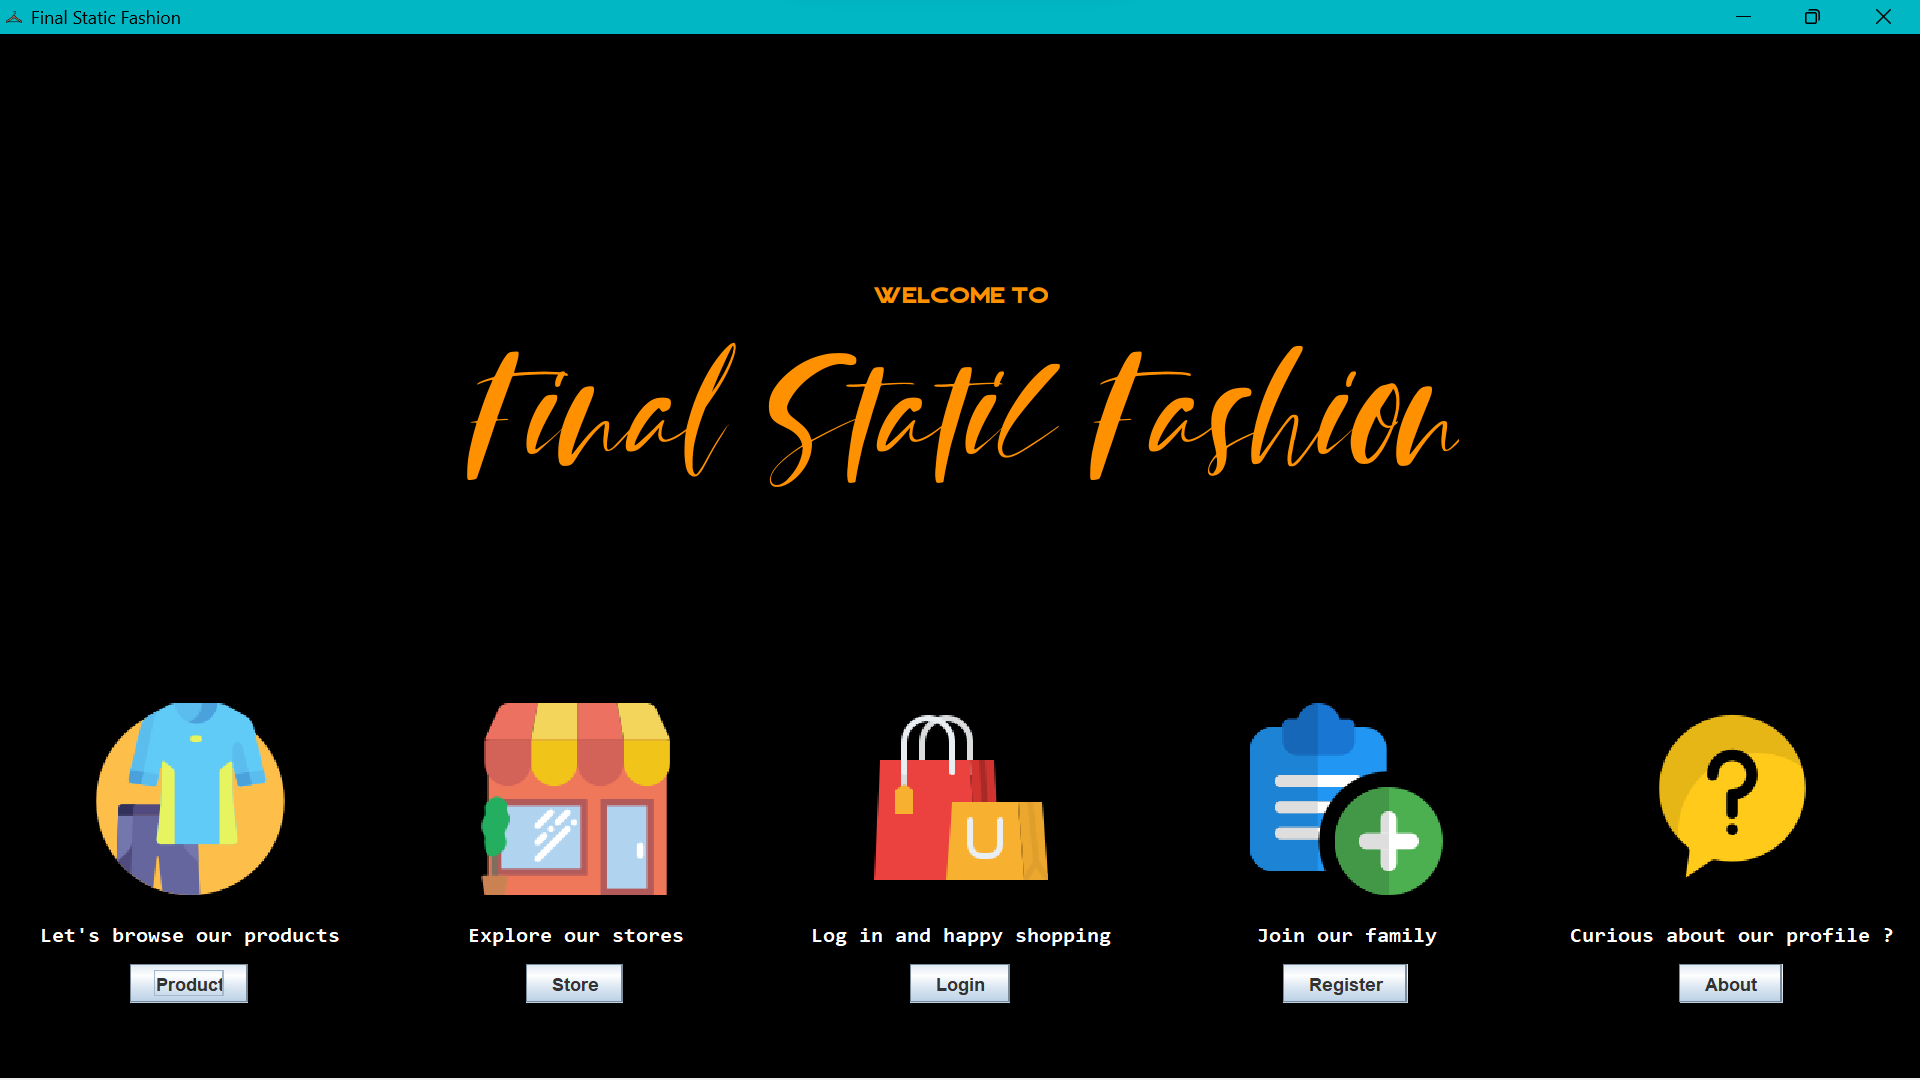 Final Static Fashion
WELCOME TO
Final Static Fashion
Let's browse our products
Explore our stores
Log in and happy shopping
Join our family
Curious about our profile ?
Product
Store
Login
Register
About